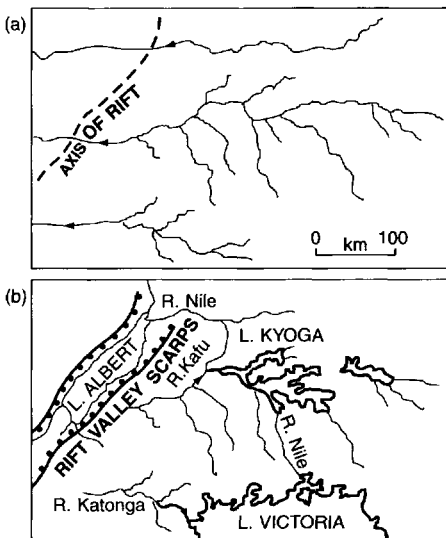 (a)
AXIS OF RIFT
0 100
km
(b)
R. Nile
L. KYOGA
L. ALBERT
R. Kafu
RIFT VALLEY SCARPS
R. Nile
R. Katonga
L. VICTORIA